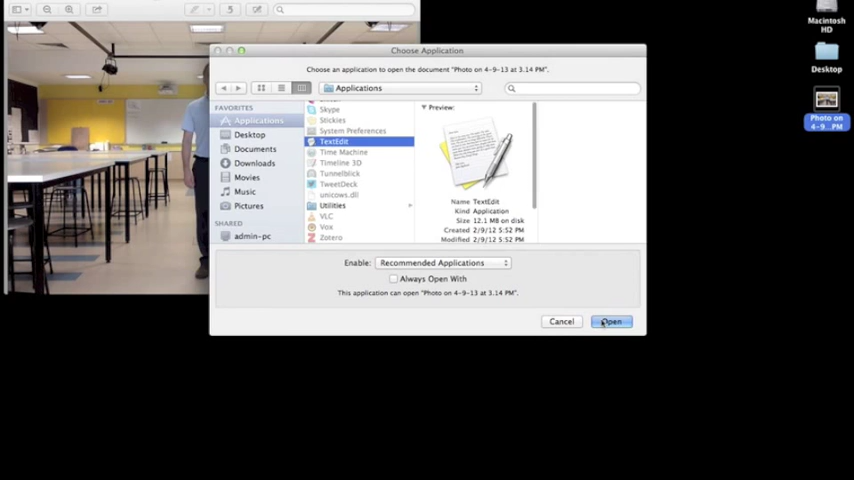 Choose Application
Choose an application to open the document "Photo on 4-9-13 at 3.14 PM".
Applications
FAVORITES
Applications
Desktop
Documents
Downloads
Movies
Music
Pictures
SHARED
admin-pc
Skype
Stickies
System Preferences
TextEdit
Time Machine
Timeline 3D
Tunnelblick
TweetDeck
unicows.dll
Utilities
VLC
Vox
Zotero
Preview:
Name TextEdit
Kind Application
Size 12.1 MB on disk
Created 2/9/12 5:52 PM
Modified 2/9/12 5:52 PM
Enable: Recommended Applications
Always Open With
This application can open "Photo on 4-9-13 at 3.14 PM".
Cancel
Open
Macintosh
HD
Desktop
Photo on
4-9...PM